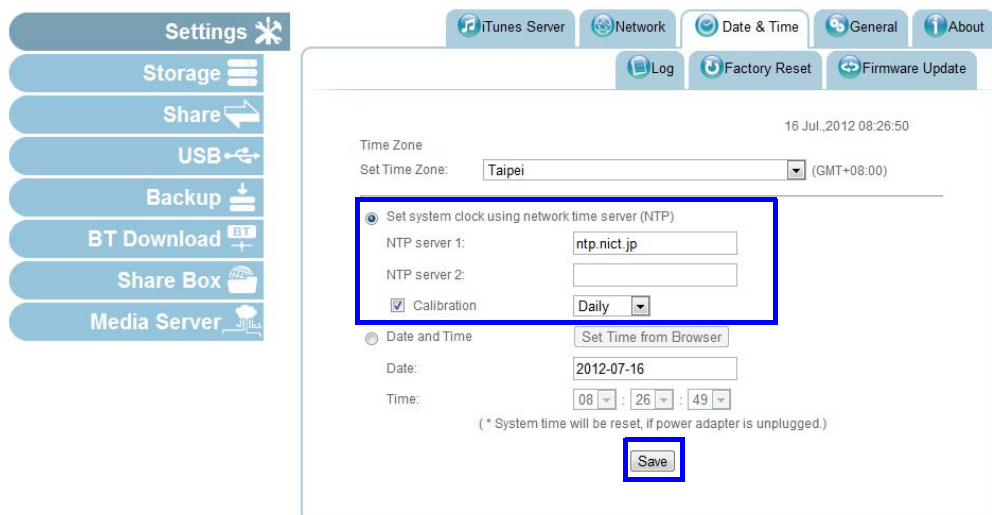 Settings
Storage
Share
USB
Backup
BT Download BT
Share Box
Media Server
iTunes Server Network Date & Time General About
Log Factory Reset Firmware Update
16 Jul.,2012 08:26:50
Time Zone
Set Time Zone: Taipei (GMT+08:00)
Set system clock using network time server (NTP)
NTP server 1: ntp.nict.jp
NTP server 2:
Calibration Daily
Date and Time Set Time from Browser
Date: 2012-07-16
Time: 08 : 26 : 49
( * System time will be reset, if power adapter is unplugged.)
Save